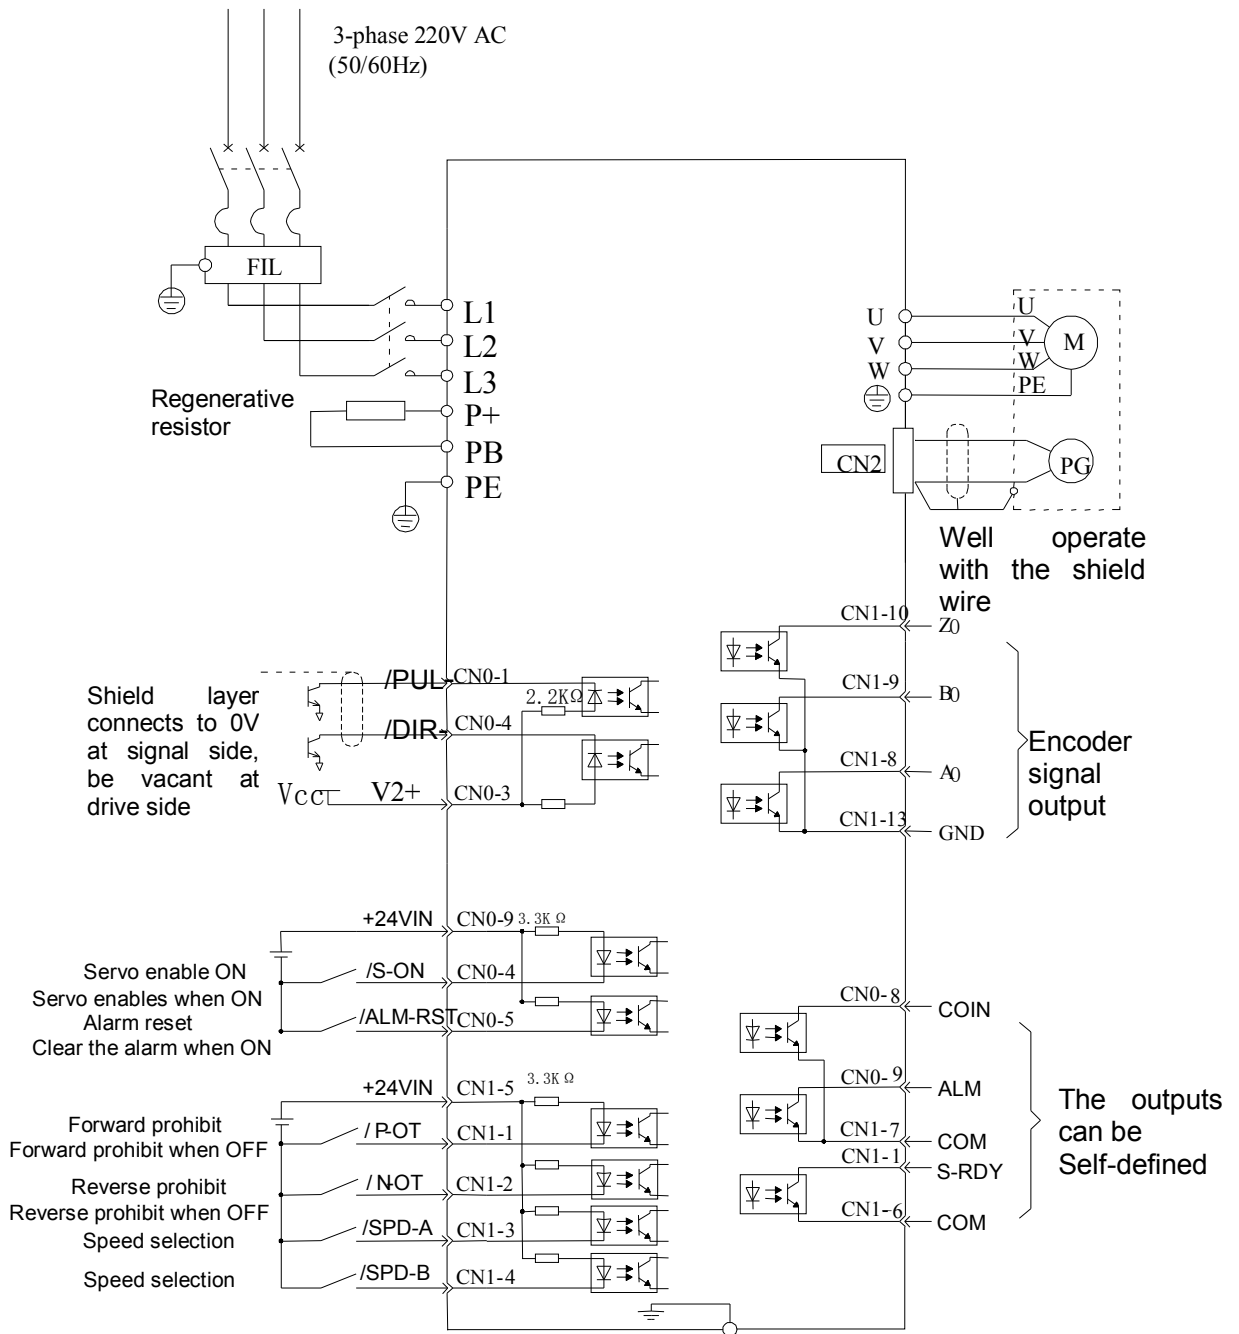 3-phase 220V AC
(50/60Hz)
FIL
L1
L2
L3
Regenerative
resistor
P+
PB
PE
U
V
W
U
V
W
PE
M
CN2
PG
Well operate
with the shield
wire
Shield layer
connects to 0V
at signal side,
be vacant at
drive side
/PUL-
CN0-1
2.2KΩ
/DIR-
CN0-4
Vcc
V2+
CN0-3
CN1-10
Z0
CN1-9
B0
CN1-8
A0
CN1-13
GND
Encoder
signal
output
+24VIN
CN0-9
3.3KΩ
Servo enable ON
/S-ON
CN0-4
Servo enables when ON
Alarm reset
/ALM-RST
CN0-5
Clear the alarm when ON
+24VIN
CN1-5
3.3KΩ
Forward prohibit
/P-OT
CN1-1
Forward prohibit when OFF
Reverse prohibit
/N-OT
CN1-2
Reverse prohibit when OFF
Speed selection
/SPD-A
CN1-3
Speed selection
/SPD-B
CN1-4
CN0-8
COIN
CN0-9
ALM
CN1-7
COM
CN1-1
S-RDY
CN1-6
COM
The outputs
can be
Self-defined